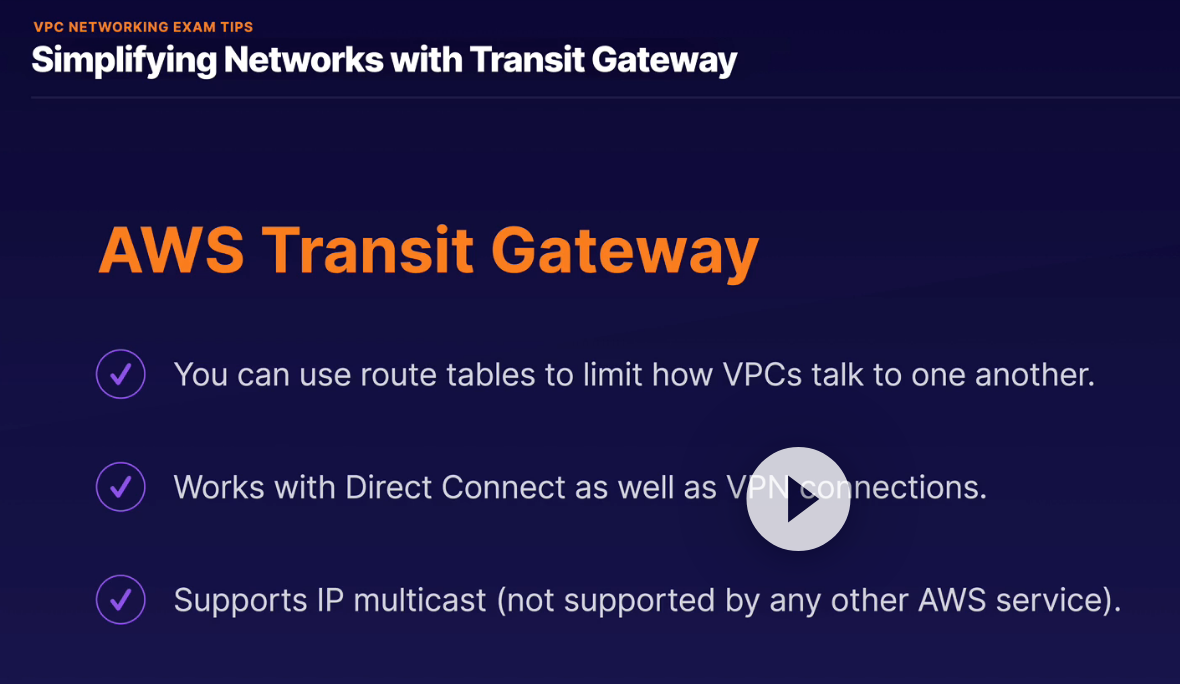 VPC NETWORKING EXAM TIPS
Simplifying Networks with Transit Gateway
AWS Transit Gateway
You can use route tables to limit how VPCs talk to one another.
Works with Direct Connect as well as VPN connections.
Supports IP multicast (not supported by any other AWS service).